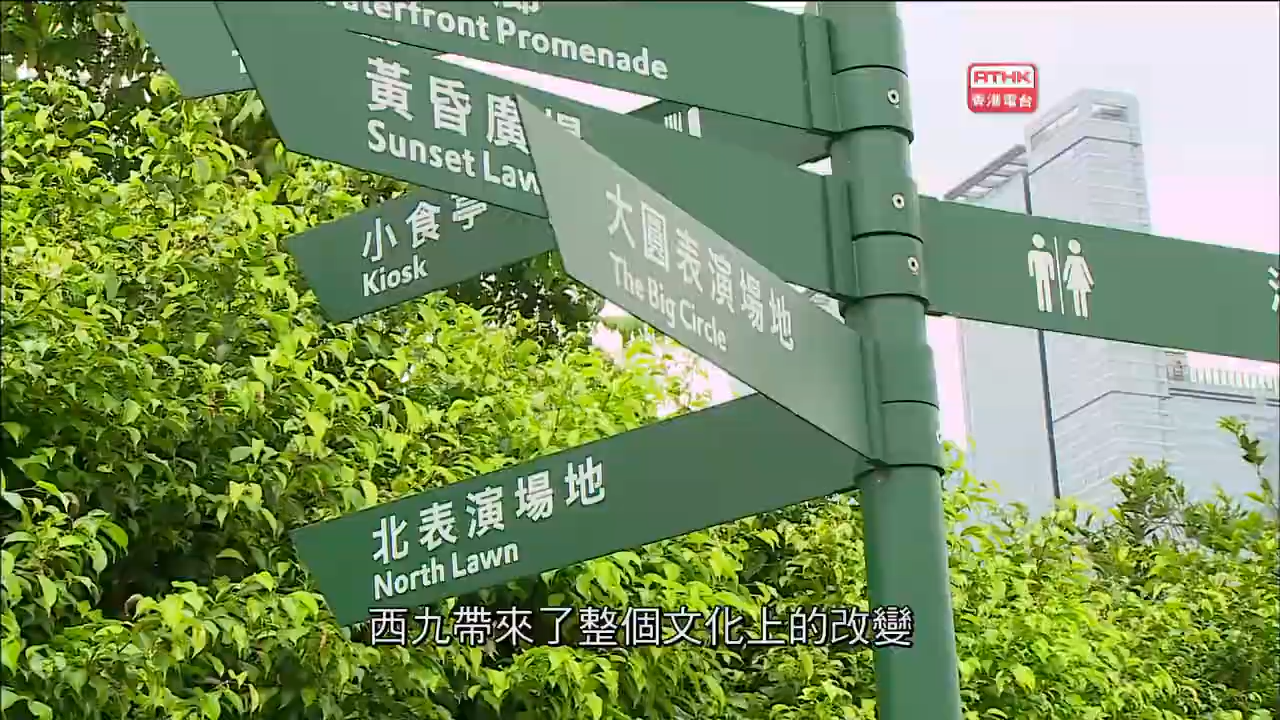 Waterfront Promenade
RTHK
香港電台
黃昏廣場
Sunset Lawn
小食亭
Kiosk
大圓表演場地
The Big Circle
北表演場地
North Lawn
西九帶來了整個文化上的改變